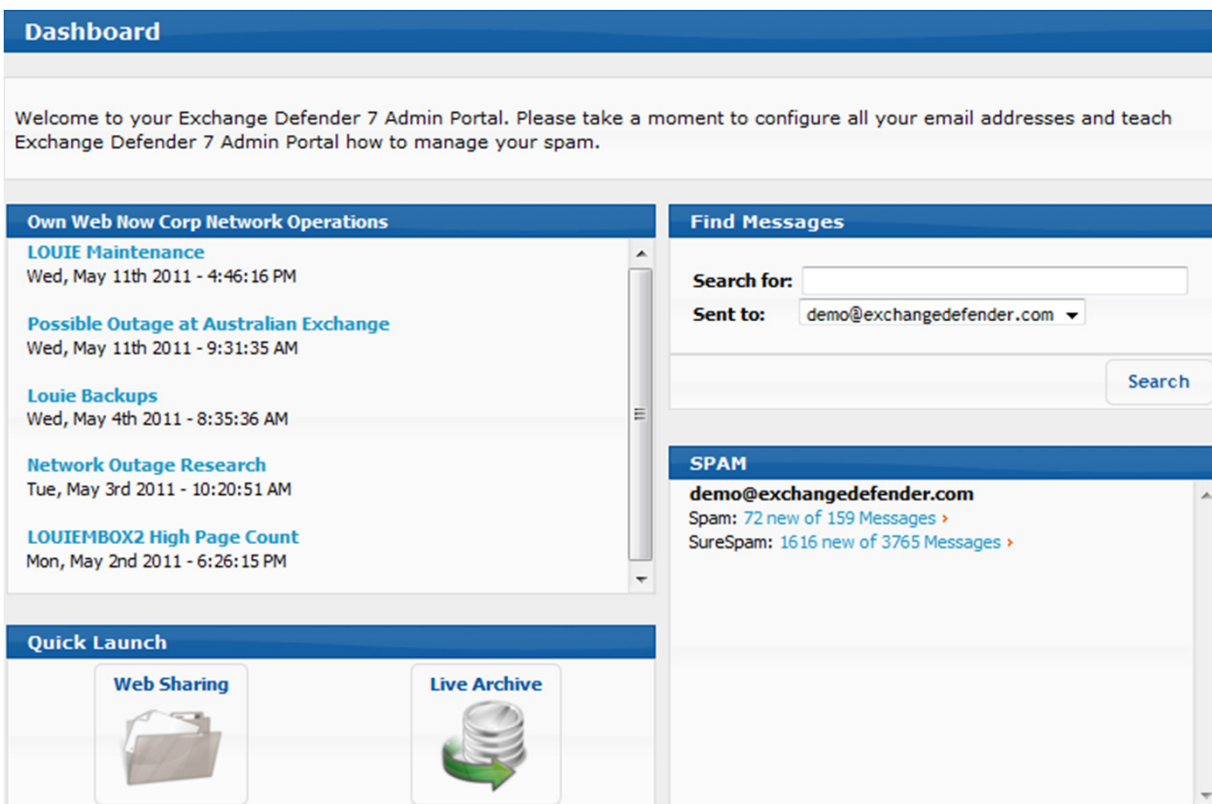 Dashboard
Welcome to your Exchange Defender 7 Admin Portal. Please take a moment to configure all your email addresses and teach
Exchange Defender 7 Admin Portal how to manage your spam.
Own Web Now Corp Network Operations
LOUIE Maintenance
Wed, May 11th 2011 - 4:46:16 PM
Possible Outage at Australian Exchange
Wed, May 11th 2011 - 9:31:35 AM
Louie Backups
Wed, May 4th 2011 - 8:35:36 AM
Network Outage Research
Tue, May 3rd 2011 - 10:20:51 AM
LOUIEMBOX2 High Page Count
Mon, May 2nd 2011 - 6:26:15 PM
Quick Launch
Web Sharing
Live Archive
Find Messages
Search for:
Sent to: demo@exchangedefender.com
Search
SPAM
demo@exchangedefender.com
Spam: 72 new of 159 Messages ›
SureSpam: 1616 new of 3765 Messages ›